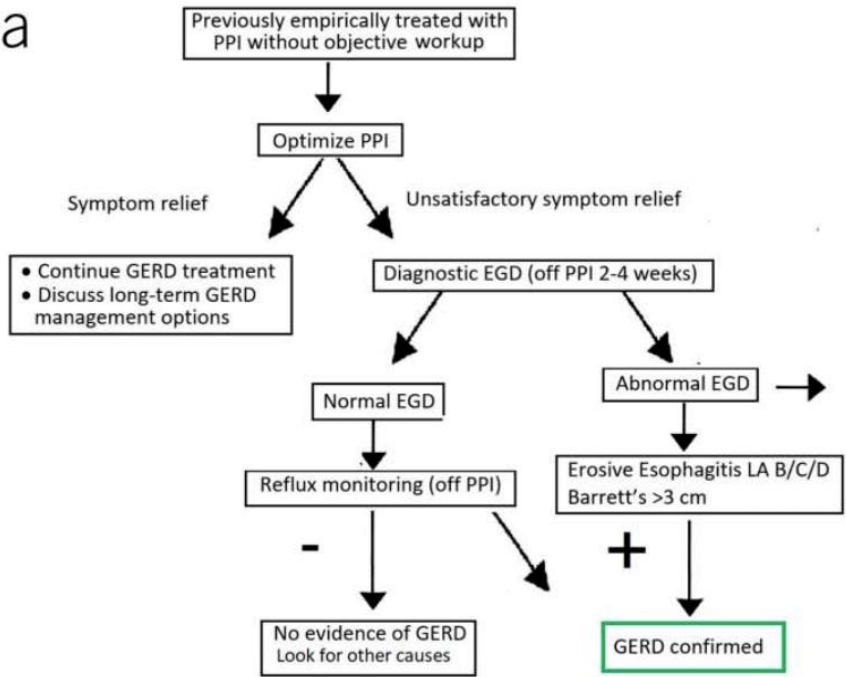 a
Previously empirically treated with
PPI without objective workup
Optimize PPI
Symptom relief
Unsatisfactory symptom relief
• Continue GERD treatment
• Discuss long-term GERD
management options
Diagnostic EGD (off PPI 2-4 weeks)
Normal EGD
Abnormal EGD
Reflux monitoring (off PPI)
Erosive Esophagitis LA B/C/D
Barrett's >3 cm
-
+
No evidence of GERD
Look for other causes
GERD confirmed